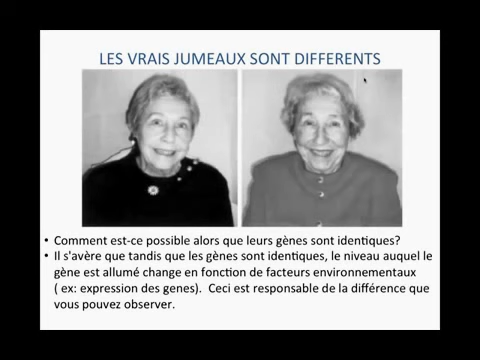 LES VRAIS JUMEAUX SONT DIFFERENTS
• Comment est-ce possible alors que leurs gènes sont identiques?
• Il s'avère que tandis que les gènes sont identiques, le niveau auquel le
gène est allumé change en fonction de facteurs environnementaux
( ex: expression des genes).  Ceci est responsable de la différence que
vous pouvez observer.